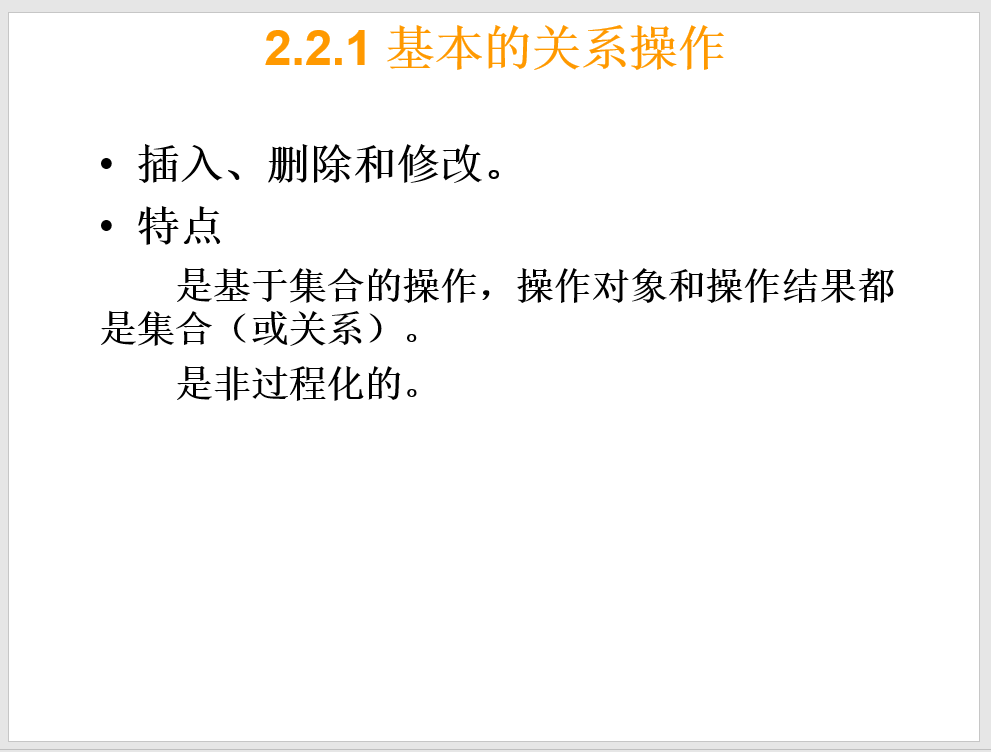 2.2.1 基本的关系操作
• 插入、删除和修改。
• 特点
是基于集合的操作，操作对象和操作结果都
是集合（或关系）。
是非过程化的。